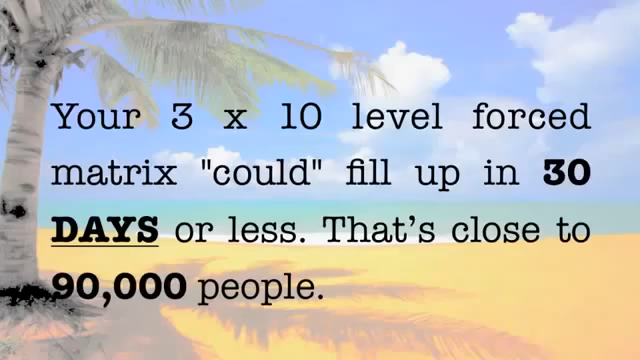 Your 3 x 10 level forced
matrix "could" fill up in 30
DAYS or less. That’s close to
90,000 people.